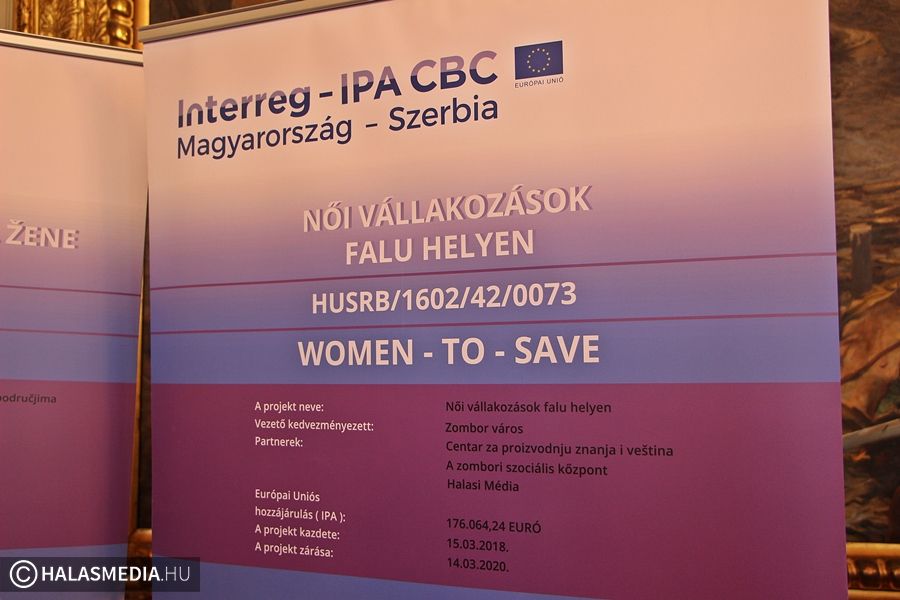 Interreg - IPA CBC
EURÓPAI UNIÓ
Magyarország - Szerbia
NŐI VÁLLAKOZÁSOK
FALU HELYEN
HUSRB/1602/42/0073
WOMEN - TO - SAVE
A projekt neve: Női vállakozások falu helyen
Vezető kedvezményezett: Zombor város
Partnerek: Centar za proizvodnju znanja i veština
A zombori szociális központ
Halasi Média
Európai Uniós
hozzájárulás ( IPA ): 176.064,24 EURÓ
A projekt kazdete: 15.03.2018.
A projekt zárása: 14.03.2020.
ŽENE
područjima
© HALASMEDIA.HU